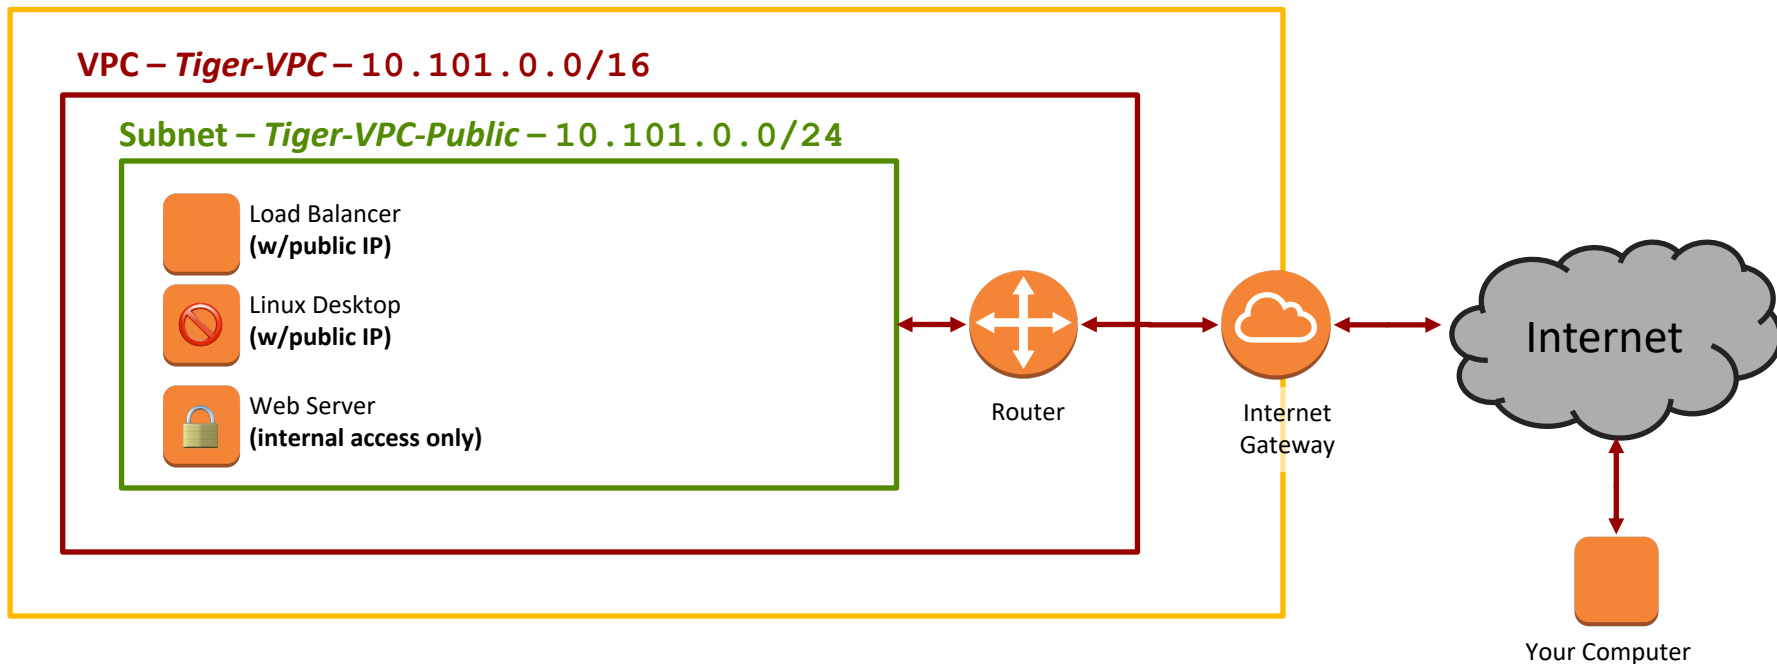 VPC – Tiger-VPC – 10.101.0.0/16
Subnet – Tiger-VPC-Public – 10.101.0.0/24
Load Balancer
(w/public IP)
Linux Desktop
(w/public IP)
Web Server
(internal access only)
Router
Internet
Gateway
Internet
Your Computer